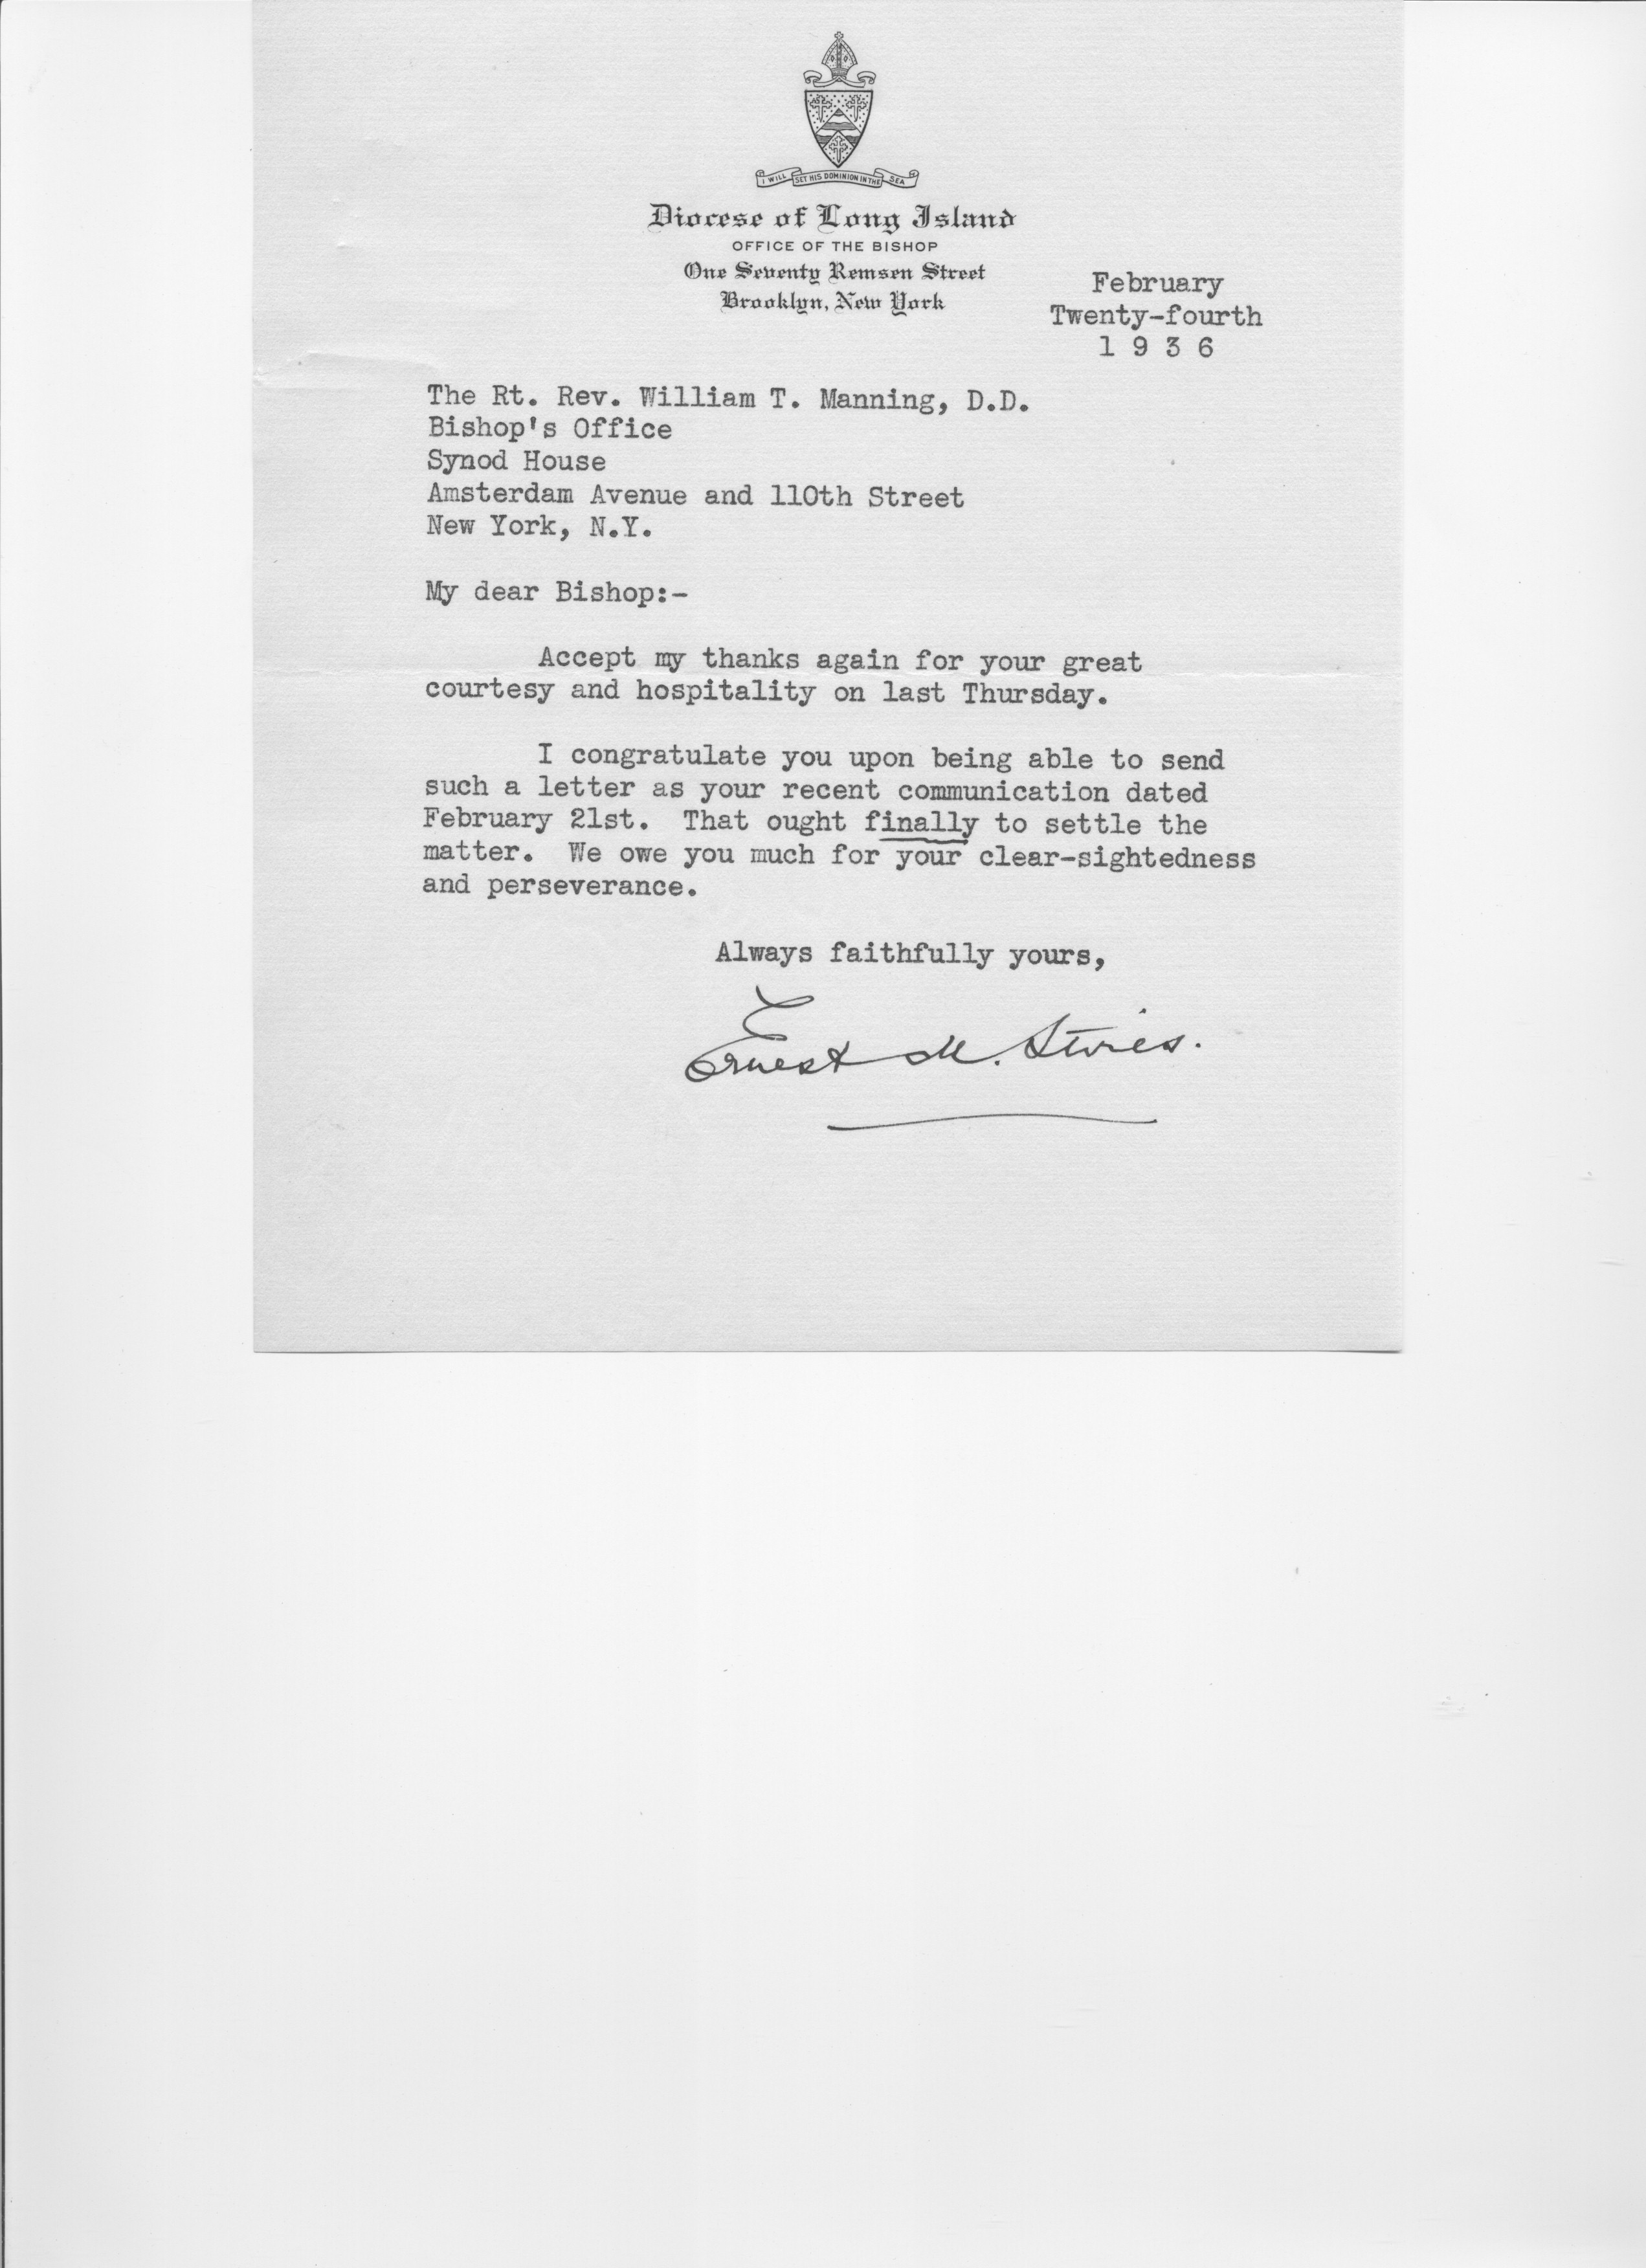 I WILL SET HIS DOMINION IN THE SEA
Diocese of Long Island
OFFICE OF THE BISHOP
One Seventy Remsen Street
Brooklyn, New York
February
Twenty-fourth
1 9 3 6
The Rt. Rev. William T. Manning, D.D.
Bishop's Office
Synod House
Amsterdam Avenue and 110th Street
New York, N.Y.
My dear Bishop:-
Accept my thanks again for your great
courtesy and hospitality on last Thursday.
I congratulate you upon being able to send
such a letter as your recent communication dated
February 21st. That ought finally to settle the
matter. We owe you much for your clear-sightedness
and perseverance.
Always faithfully yours,
Ernest M. Stires.